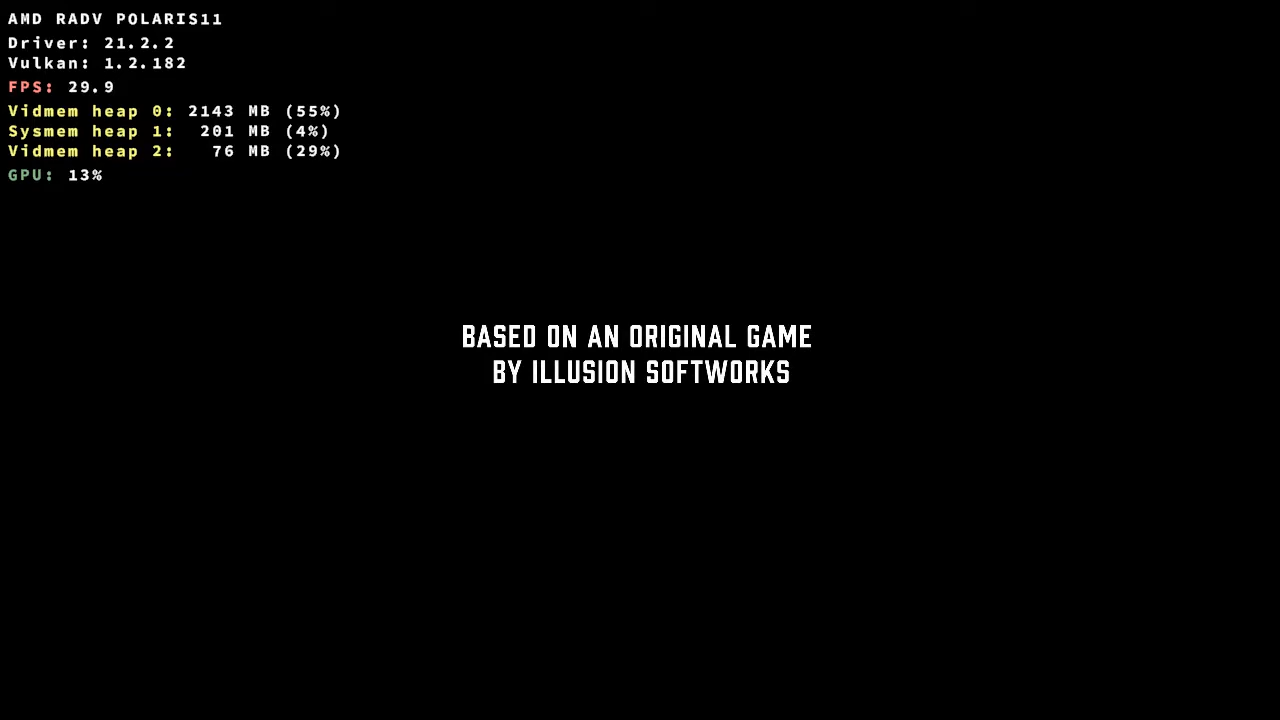 AMD RADV POLARIS11
Driver: 21.2.2
Vulkan: 1.2.182
FPS: 29.9
Vidmem heap 0: 2143 MB (55%)
Sysmem heap 1: 201 MB (4%)
Vidmem heap 2: 76 MB (29%)
GPU: 13%
BASED ON AN ORIGINAL GAME
BY ILLUSION SOFTWORKS